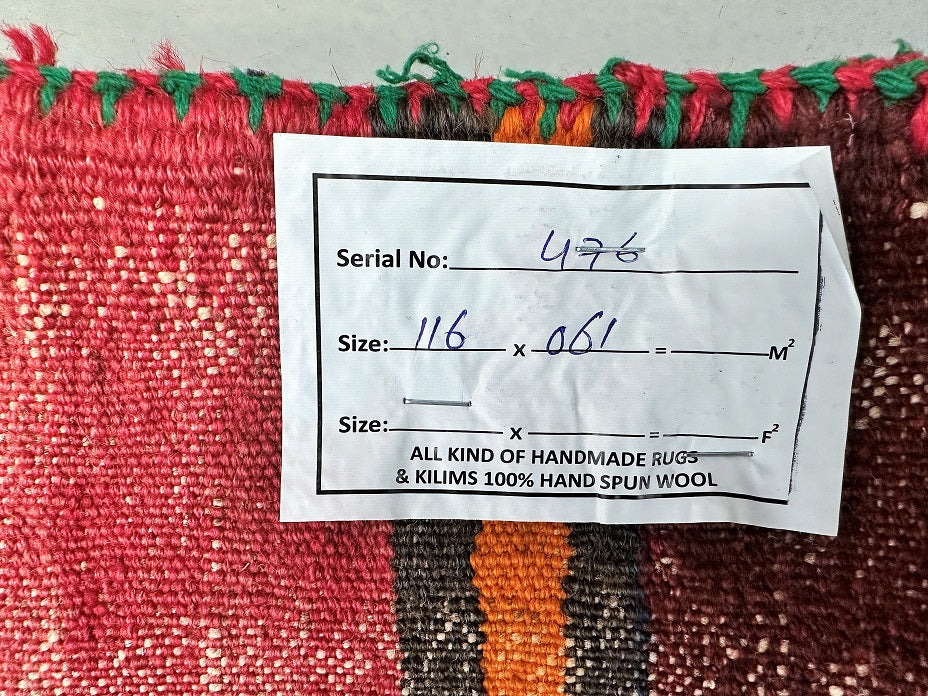 Serial No: 476
Size: 116 x 061 = M²
Size: x = F²
ALL KIND OF HANDMADE RUGS
& KILIMS 100% HAND SPUN WOOL